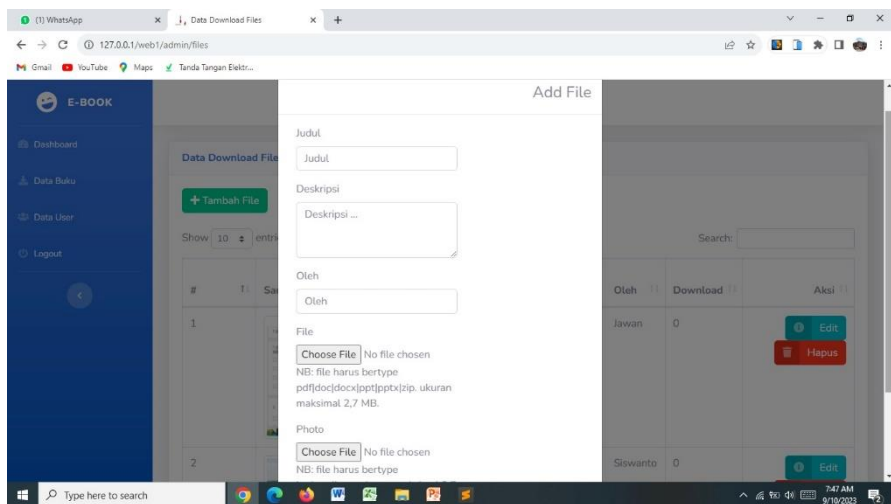 (1) WhatsApp
Data Download Files
127.0.0.1/web1/admin/files
Gmail YouTube Maps Tanda Tangan Elektr...
E-BOOK
Dashboard
Data Buku
Data User
Logout
Data Download File
+ Tambah File
Show 10 entri
Search:
# Sa Oleh Download Aksi
1 Jawan 0 Edit
Hapus
2 Siswanto 0 Edit
Add File
Judul
Judul
Deskripsi
Deskripsi ...
Oleh
Oleh
File
Choose File No file chosen
NB: file harus bertype
pdf|doc|docx|ppt|pptx|zip. ukuran
maksimal 2,7 MB.
Photo
Choose File No file chosen
NB: file harus bertype
Type here to search
7:47 AM
9/10/2023